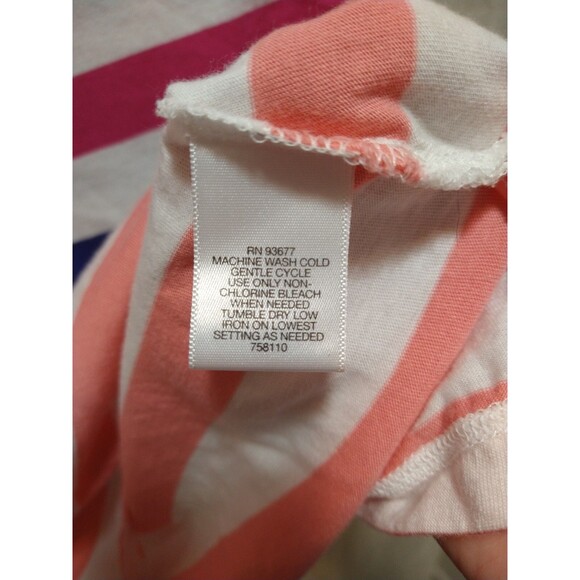 RN 93677
MACHINE WASH COLD
GENTLE CYCLE
USE ONLY NON-
CHLORINE BLEACH
WHEN NEEDED
TUMBLE DRY LOW
IRON ON LOWEST
SETTING AS NEEDED
758110